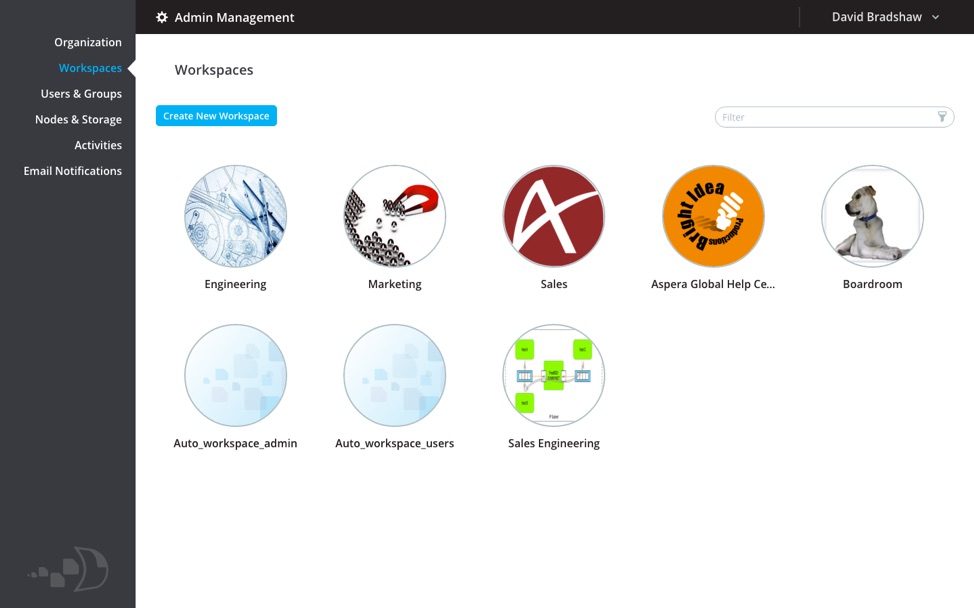 Admin Management
David Bradshaw
Organization
Workspaces
Users & Groups
Nodes & Storage
Activities
Email Notifications
Workspaces
Create New Workspace
Filter
Bright Idea
Productions
Engineering
Marketing
Sales
Aspera Global Help Ce...
Boardroom
Auto_workspace_admin
Auto_workspace_users
Sales Engineering